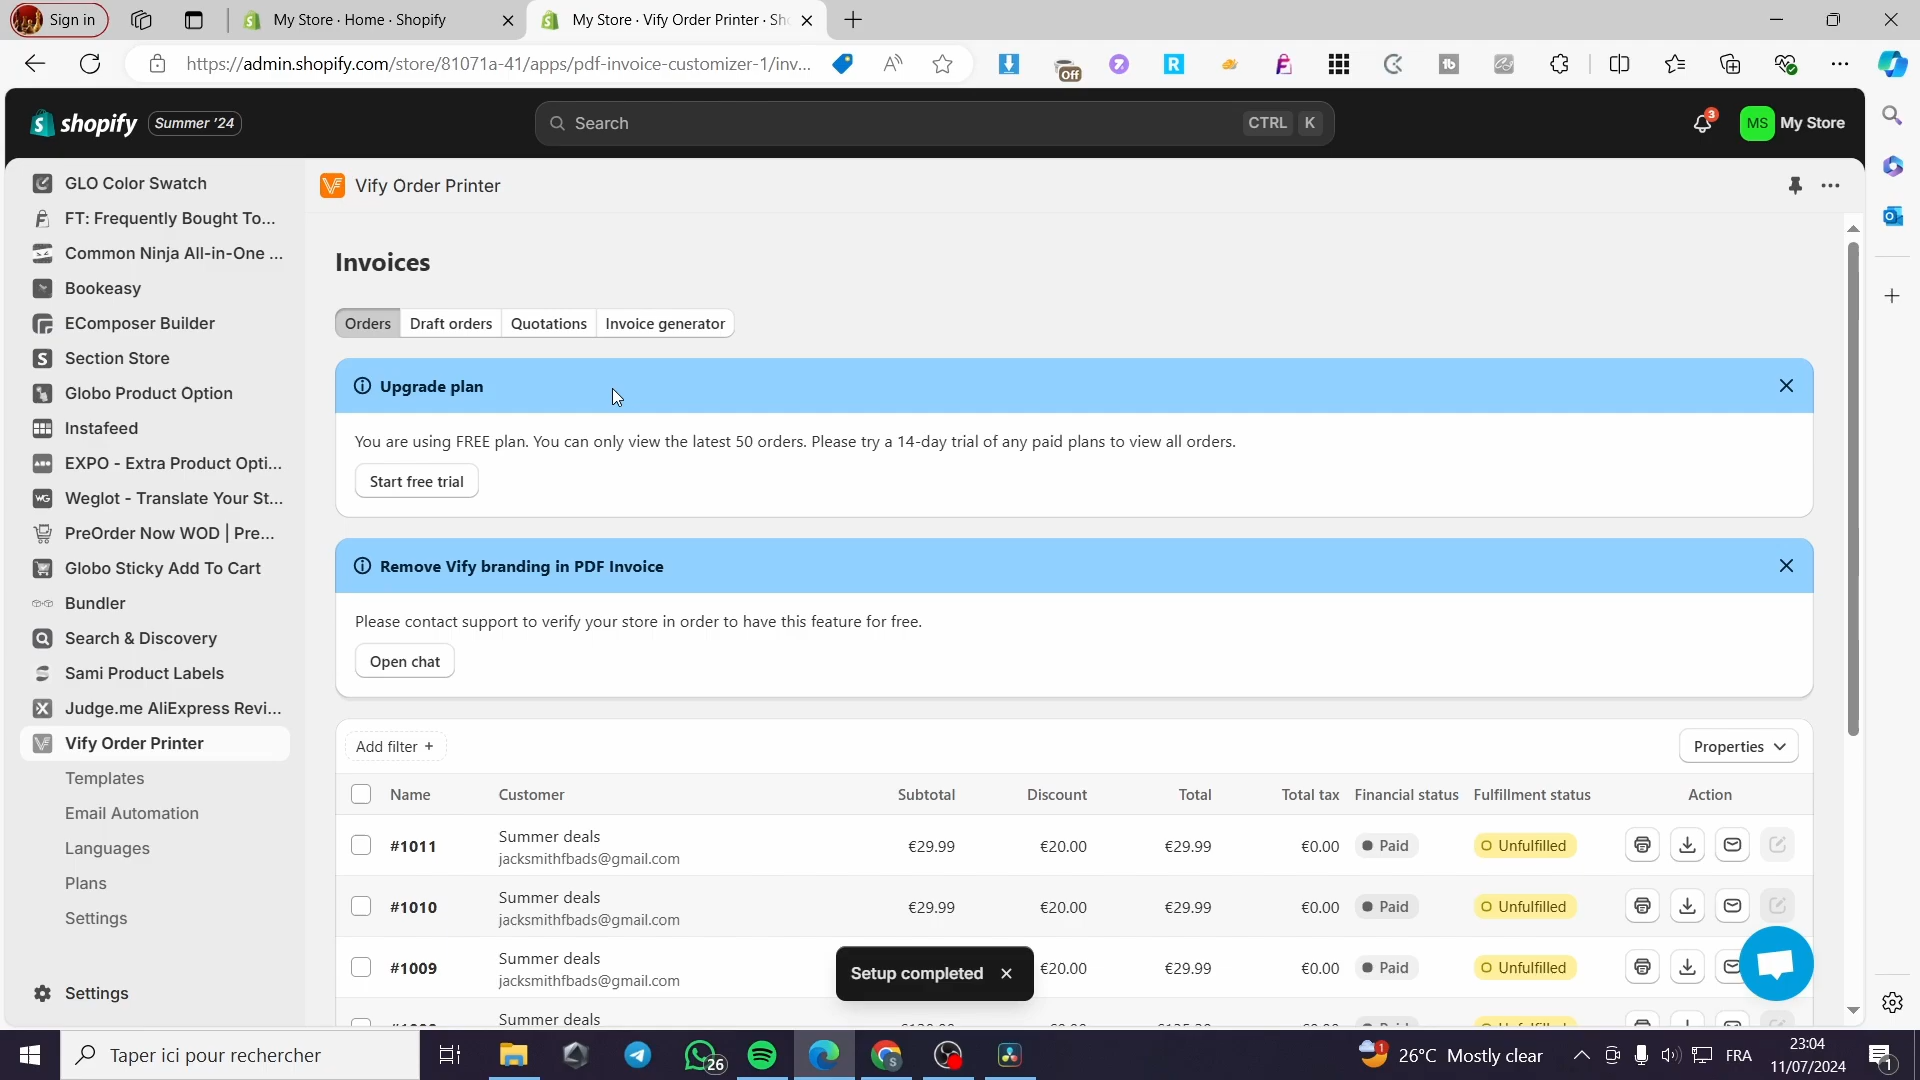 Sign in
My Store · Home · Shopify
My Store · Vify Order Printer · Sh
https://admin.shopify.com/store/81071a-41/apps/pdf-invoice-customizer-1/inv...
Off
shopify
Summer '24
Search
CTRL K
3
MS
My Store
GLO Color Swatch
FT: Frequently Bought To...
Common Ninja All-in-One ...
Bookeasy
EComposer Builder
Section Store
Globo Product Option
Instafeed
EXPO - Extra Product Opti...
Weglot - Translate Your St...
PreOrder Now WOD | Pre...
Globo Sticky Add To Cart
Bundler
Search & Discovery
Sami Product Labels
Judge.me AliExpress Revi...
Vify Order Printer
Templates
Email Automation
Languages
Plans
Settings
Settings
Vify Order Printer
Invoices
Orders Draft orders Quotations Invoice generator
Upgrade plan
You are using FREE plan. You can only view the latest 50 orders. Please try a 14-day trial of any paid plans to view all orders.
Start free trial
Remove Vify branding in PDF Invoice
Please contact support to verify your store in order to have this feature for free.
Open chat
Add filter +
Properties
Name Customer Subtotal Discount Total Total tax Financial status Fulfillment status Action
#1011 Summer deals €29.99 €20.00 €29.99 €0.00 Paid Unfulfilled
jacksmithfbads@gmail.com
#1010 Summer deals €29.99 €20.00 €29.99 €0.00 Paid Unfulfilled
jacksmithfbads@gmail.com
#1009 Summer deals €20.00 €29.99 €0.00 Paid Unfulfilled
jacksmithfbads@gmail.com
Summer deals
Setup completed
Taper ici pour rechercher
26
1
26°C Mostly clear
FRA
23:04
11/07/2024
1